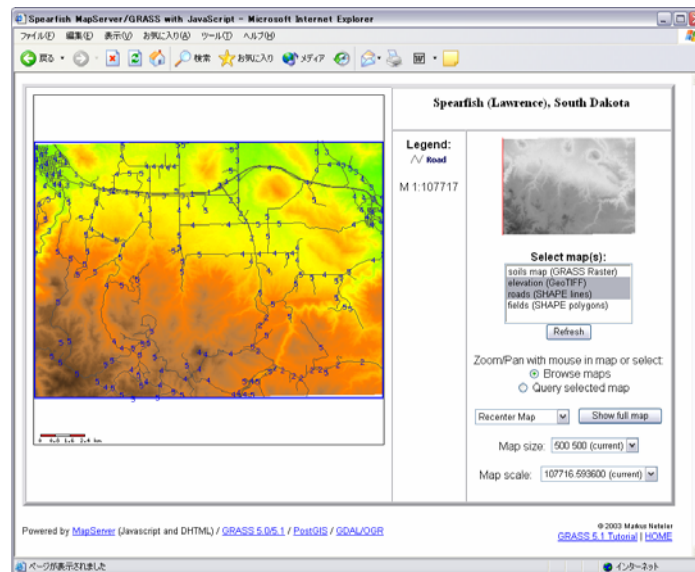 Spearfish MapServer/GRASS with JavaScript - Microsoft Internet Explorer
ファイル(F) 編集(E) 表示(V) お気に入り(A) ツール(T) ヘルプ(H)
戻る 検索 お気に入り メディア
Spearfish (Lawrence), South Dakota
Legend:
Road
M 1:107717
Select map(s):
soils map (GRASS Raster)
elevation (GeoTIFF)
roads (SHAPE lines)
fields (SHAPE polygons)
Refresh
Zoom/Pan with mouse in map or select:
Browse maps
Query selected map
Recenter Map Show full map
Map size: 500 500 (current)
Map scale: 107716.593600 (current)
Powered by MapServer (Javascript and DHTML) / GRASS 5.0/5.1 / PostGIS / GDAL/OGR
© 2003 Markus Neteler
GRASS 5.1 Tutorial | HOME
ページが表示されました インターネット